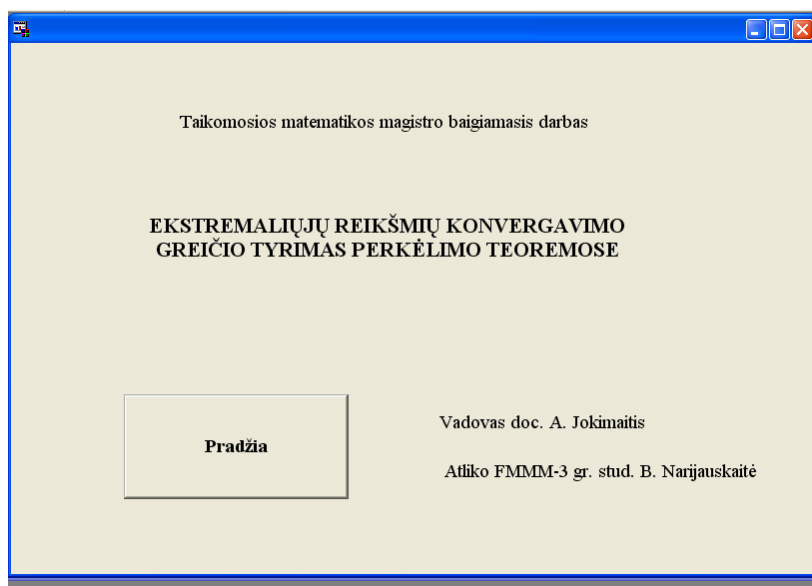 Taikomosios matematikos magistro baigiamasis darbas
EKSTREMALIŲJŲ REIKŠMIŲ KONVERGAVIMO
GREIČIO TYRIMAS PERKĖLIMO TEOREMOSE
Pradžia
Vadovas doc. A. Jokimaitis
Atliko FMMM-3 gr. stud. B. Narijauskaitė